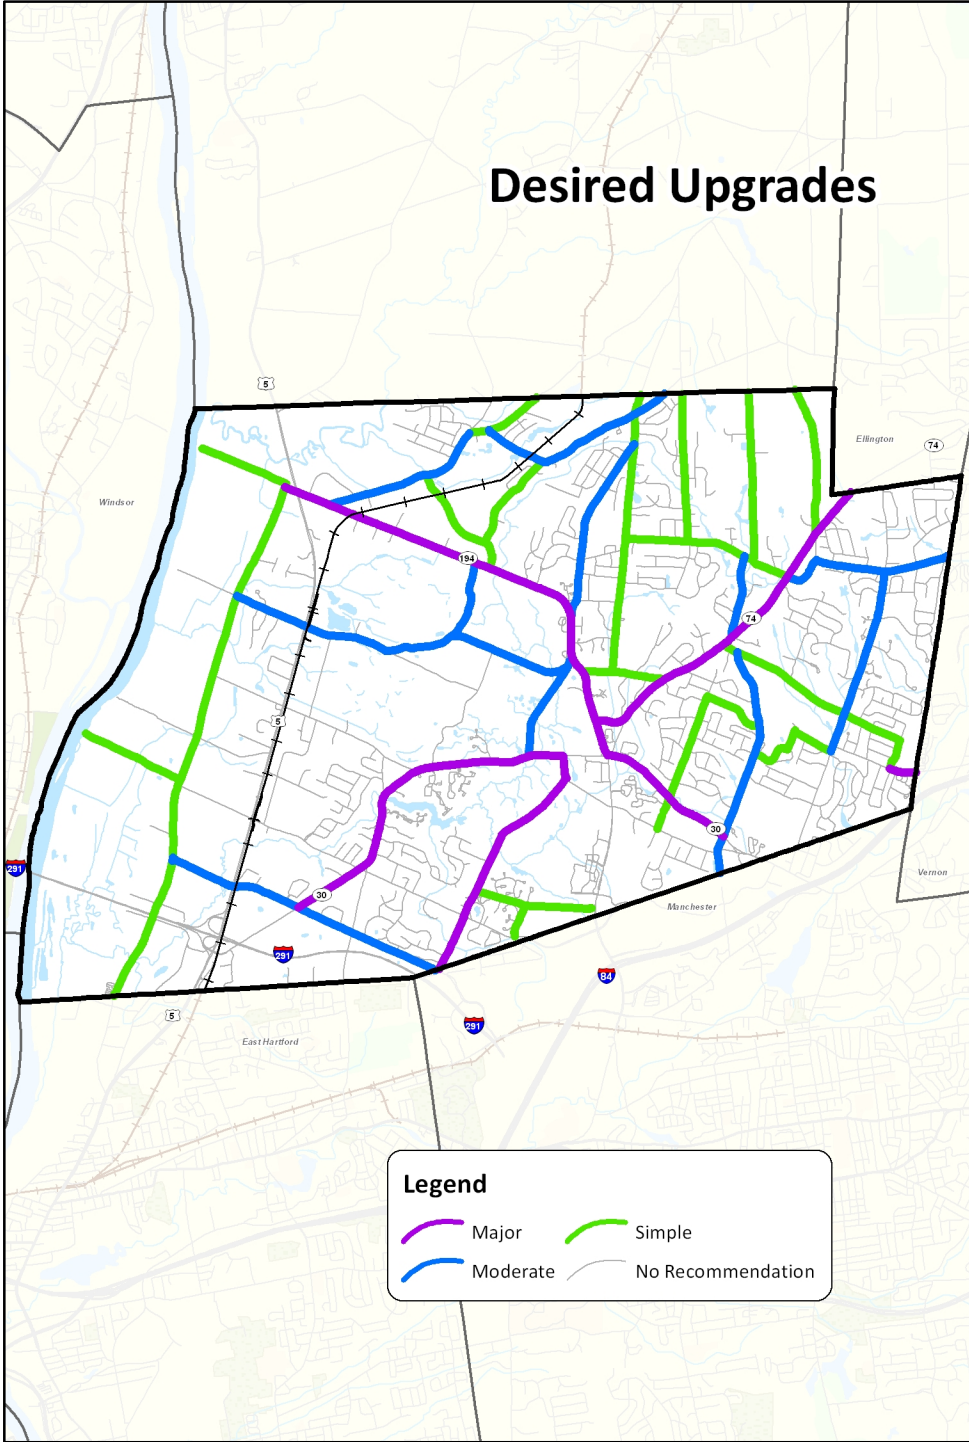 Desired Upgrades
5
Ellington
74
Windsor
194
74
5
30
291
30
Vernon
Manchester
291
84
5
291
East Hartford
Legend
Major
Simple
Moderate
No Recommendation